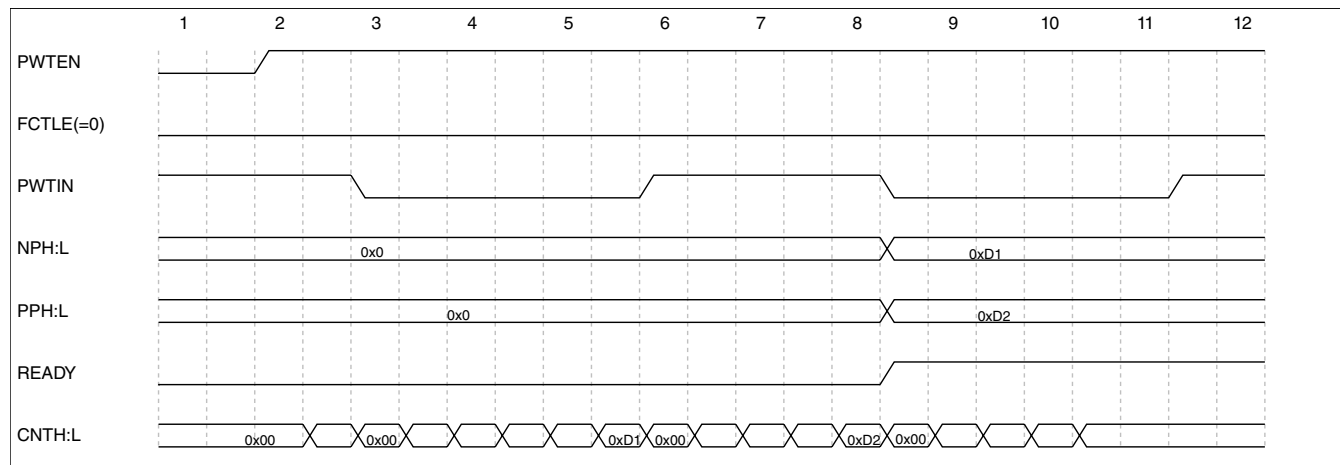 1 2 3 4 5 6 7 8 9 10 11 12
PWTEN
FCTLE(=0)
PWTIN
NPH:L 0x0 0xD1
PPH:L 0x0 0xD2
READY
CNTH:L 0x00 0x00 0xD1 0x00 0xD2 0x00